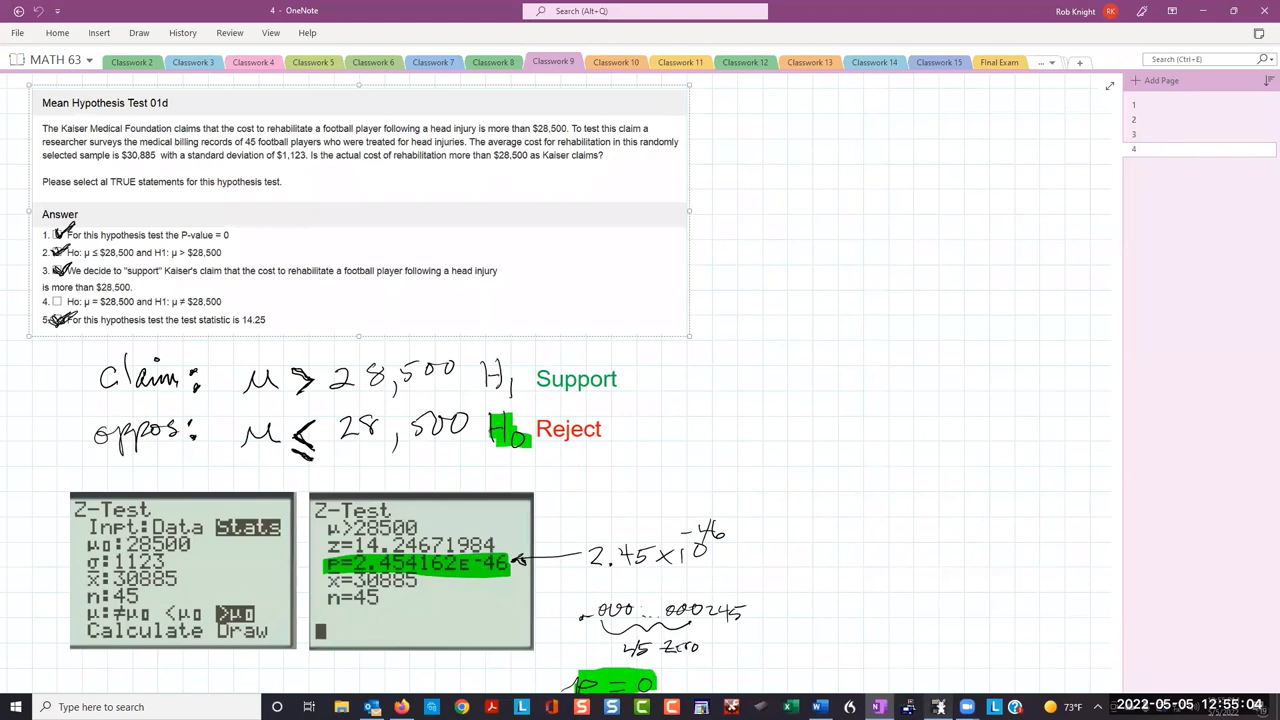 4 - OneNote
Search (Alt+Q)
Rob Knight
RK
File Home Insert Draw History Review View Help
MATH 63
Classwork 2 Classwork 3 Classwork 4 Classwork 5 Classwork 6 Classwork 7 Classwork 8 Classwork 9 Classwork 10 Classwork 11 Classwork 12 Classwork 13 Classwork 14 Classwork 15 Final Exam ...
Search (Ctrl+E)
Add Page
1
2
3
4
Mean Hypothesis Test 01d
The Kaiser Medical Foundation claims that the cost to rehabilitate a football player following a head injury is more than $28,500. To test this claim a
researcher surveys the medical billing records of 45 football players who were treated for head injuries. The average cost for rehabilitation in this randomly
selected sample is $30,885 with a standard deviation of $1,123. Is the actual cost of rehabilitation more than $28,500 as Kaiser claims?
Please select al TRUE statements for this hypothesis test.
Answer
1. For this hypothesis test the P-value = 0
2. Ho: μ ≤ $28,500 and H1: μ > $28,500
3. We decide to "support" Kaiser's claim that the cost to rehabilitate a football player following a head injury
is more than $28,500.
4. Ho: μ = $28,500 and H1: μ ≠ $28,500
5. For this hypothesis test the test statistic is 14.25
claim: μ > 28,500 H1 Support
oppos: μ ≤ 28,500 H0 Reject
Z-Test
Inpt:Data Stats
μ0:28500
σ:1123
x̄:30885
n:45
μ:≠μ0 <μ0 >μ0
Calculate Draw
Z-Test
μ>28500
z=14.24671984
p=2.454162E-46
x̄=30885
n=45
2.45 x 10^-46
.000...000245
45 zero
p = 0
Type here to search
73°F
2022-05-05 12:55:04